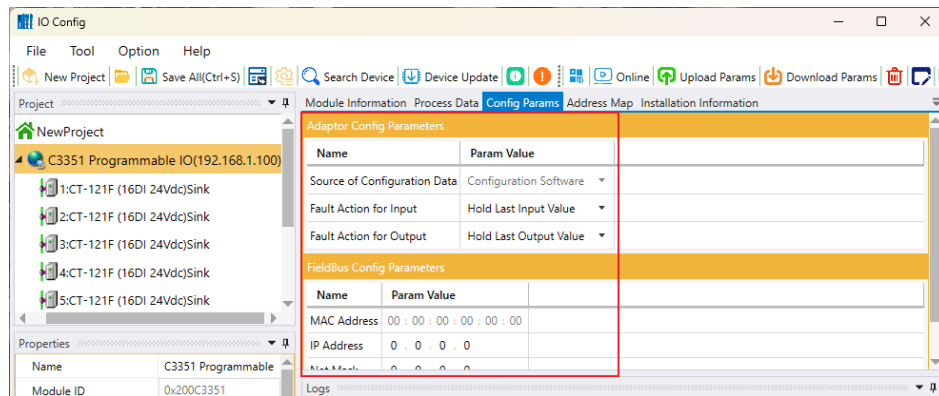 IO Config
File Tool Option Help
New Project Save All(Ctrl+S) Search Device Device Update Online Upload Params Download Params
Project
Module Information Process Data Config Params Address Map Installation Information
NewProject
C3351 Programmable IO(192.168.1.100)
1:CT-121F (16DI 24Vdc)Sink
2:CT-121F (16DI 24Vdc)Sink
3:CT-121F (16DI 24Vdc)Sink
4:CT-121F (16DI 24Vdc)Sink
5:CT-121F (16DI 24Vdc)Sink
Adaptor Config Parameters
Name Param Value
Source of Configuration Data Configuration Software
Fault Action for Input Hold Last Input Value
Fault Action for Output Hold Last Output Value
FieldBus Config Parameters
Name Param Value
MAC Address 00 : 00 : 00 : 00 : 00 : 00
IP Address 0 . 0 . 0 . 0
Net Mask 0 . 0 . 0 . 0
Properties
Name C3351 Programmable
Module ID 0x200C3351
Logs